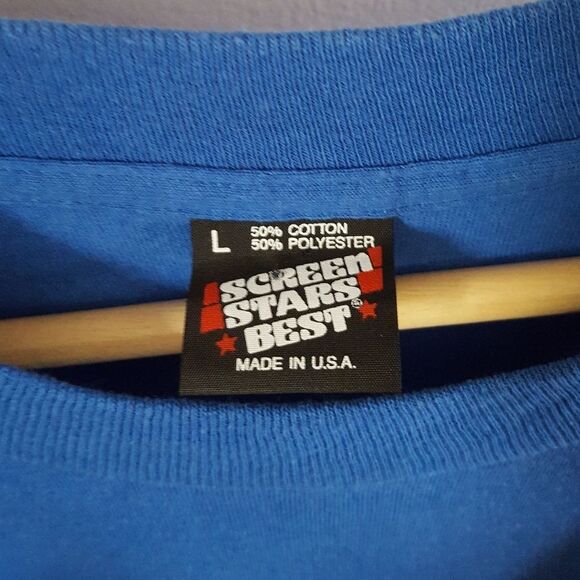 L 50% COTTON
50% POLYESTER
SCREEN
STARS
BEST®
MADE IN U.S.A.